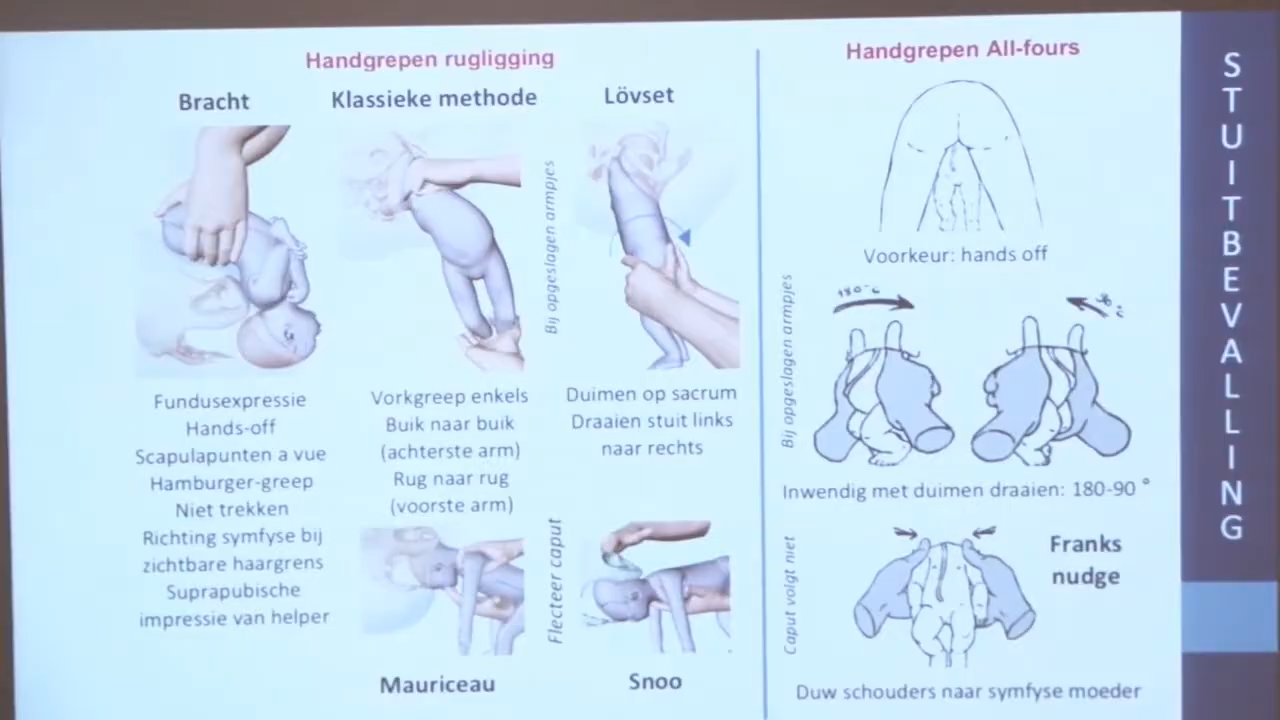 Handgrepen rugligging
Bracht
Klassieke methode
Lövset
Bij opgeslagen armpjes
Fundusexpressie
Hands-off
Scapulapunten a vue
Hamburger-greep
Niet trekken
Richting symfyse bij
zichtbare haargrens
Suprapubische
impressie van helper
Vorkgreep enkels
Buik naar buik
(achterste arm)
Rug naar rug
(voorste arm)
Duimen op sacrum
Draaien stuit links
naar rechts
Flecteer caput
Mauriceau
Snoo
Handgrepen All-fours
Voorkeur: hands off
Bij opgeslagen armpjes
Inwendig met duimen draaien: 180-90 °
Caput volgt niet
Franks
nudge
Duw schouders naar symfyse moeder
STUITBEVALLING